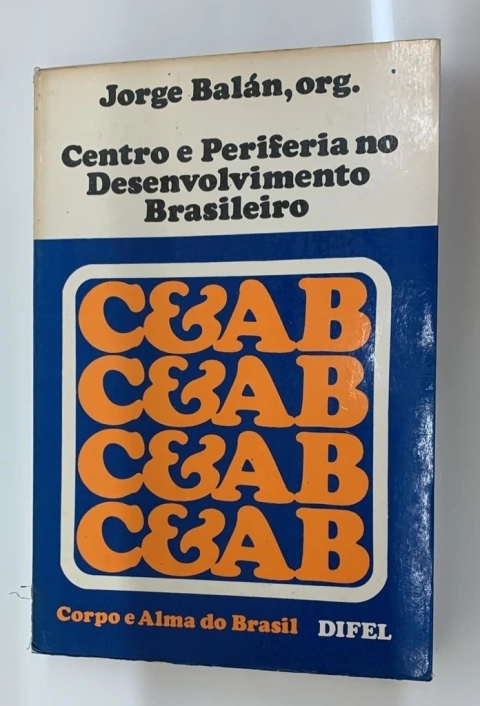 Jorge Balán, org.
Centro e Periferia no
Desenvolvimento
Brasileiro
C&AB
C&AB
C&AB
C&AB
Corpo e Alma do Brasil DIFEL